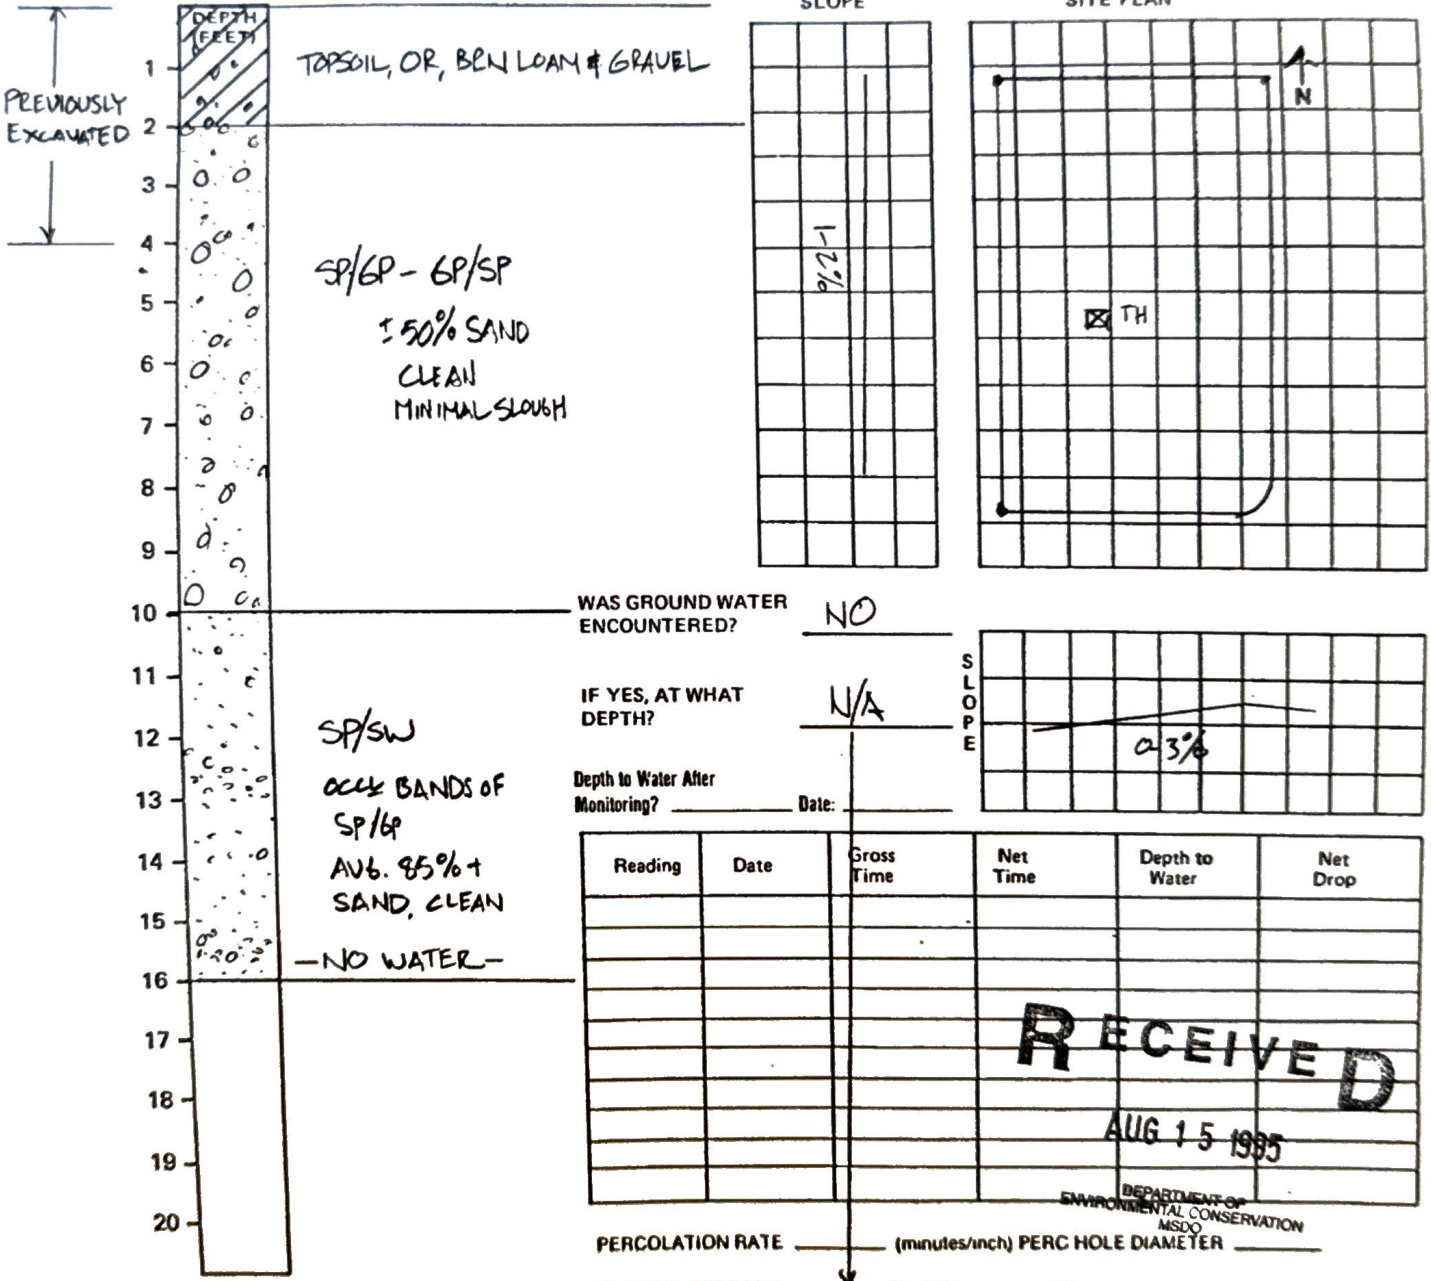 SLOPE
SITE PLAN
DEPTH
(FEET)
PREVIOUSLY
EXCAVATED
1
2
3
4
5
6
7
8
9
10
11
12
13
14
15
16
17
18
19
20
TOPSOIL, OR, BRN LOAM & GRAVEL
SP/GP - GP/SP
± 50% SAND
CLEAN
MINIMAL SLOUGH
1-2%
N
TH
WAS GROUND WATER
ENCOUNTERED?
NO
IF YES, AT WHAT
DEPTH?
N/A
Depth to Water After
Monitoring?
Date:
SLOPE
SP/SW
BANDS OF
SP/GP
AVG. 85% +
SAND, CLEAN
-NO WATER-
Reading
Date
Gross
Time
Net
Time
Depth to
Water
Net
Drop
RECEIVED
AUG 15 1995
DEPARTMENT OF
ENVIRONMENTAL CONSERVATION
MSDO
PERCOLATION RATE (minutes/inch) PERC HOLE DIAMETER